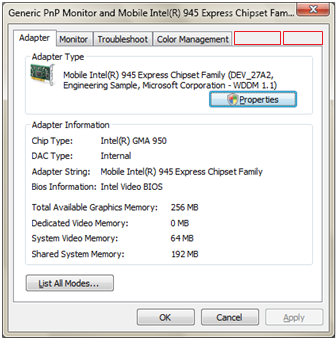 Generic PnP Monitor and Mobile Intel(R) 945 Express Chipset Fam...
Adapter Monitor Troubleshoot Color Management
Adapter Type
Mobile Intel(R) 945 Express Chipset Family (DEV_27A2,
Engineering Sample, Microsoft Corporation - WDDM 1.1)
Properties
Adapter Information
Chip Type: Intel(R) GMA 950
DAC Type: Internal
Adapter String: Mobile Intel(R) 945 Express Chipset Family
Bios Information: Intel Video BIOS
Total Available Graphics Memory: 256 MB
Dedicated Video Memory: 0 MB
System Video Memory: 64 MB
Shared System Memory: 192 MB
List All Modes...
OK Cancel Apply